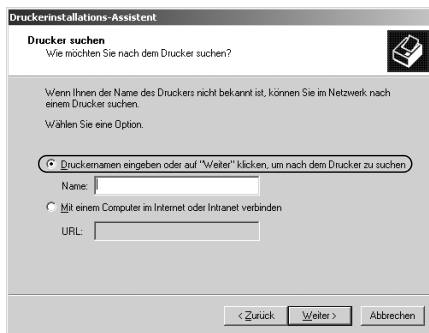 Druckerinstallations-Assistent
Drucker suchen
Wie möchten Sie nach dem Drucker suchen?
Wenn Ihnen der Name des Druckers nicht bekannt ist, können Sie im Netzwerk nach
einem Drucker suchen.
Wählen Sie eine Option.
Druckernamen eingeben oder auf "Weiter" klicken, um nach dem Drucker zu suchen
Name:
Mit einem Computer im Internet oder Intranet verbinden
URL:
< Zurück Weiter > Abbrechen